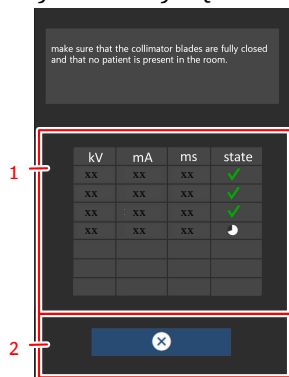 make sure that the collimator blades are fully closed
and that no patient is present in the room.
1
kV mA ms state
xx xx xx
xx xx xx
xx xx xx
xx xx xx
2